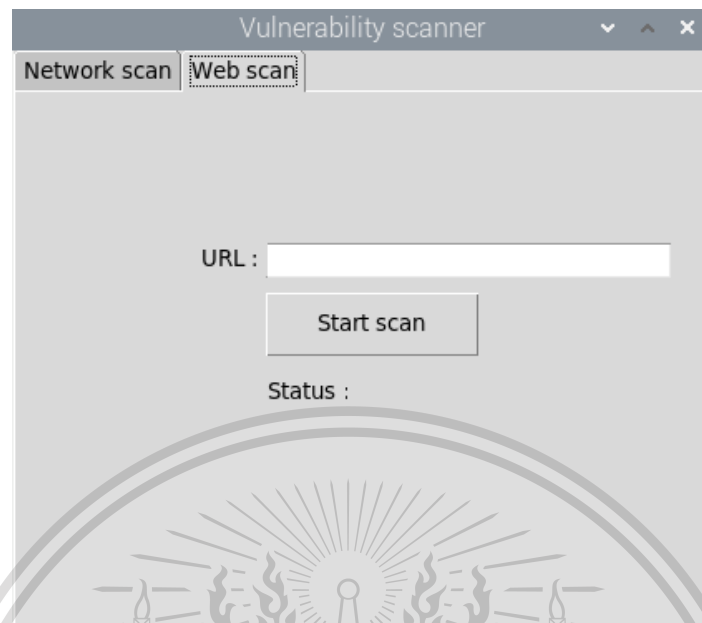 Vulnerability scanner
Network scan Web scan
URL :
Start scan
Status :